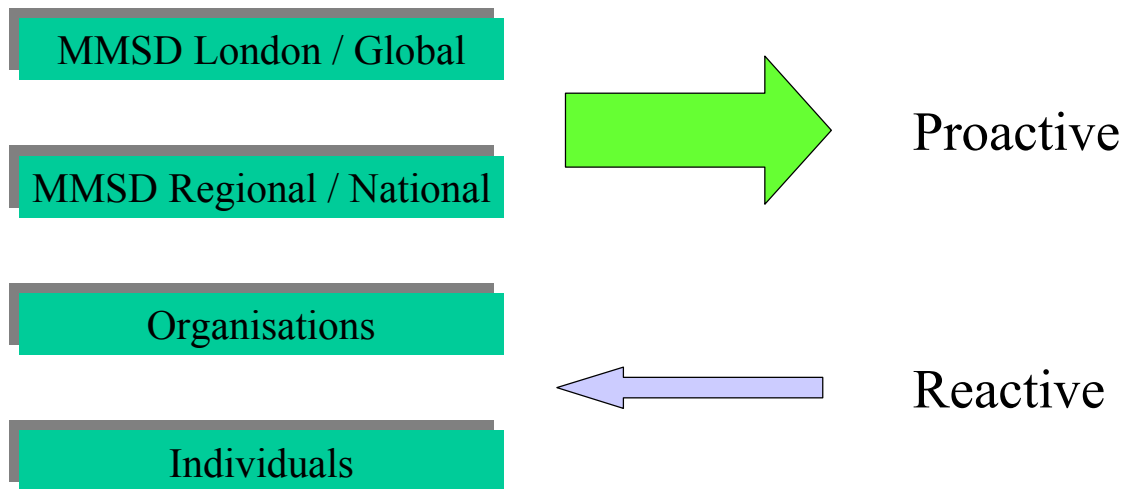 MMSD London / Global
Proactive
MMSD Regional / National
Organisations
Reactive
Individuals